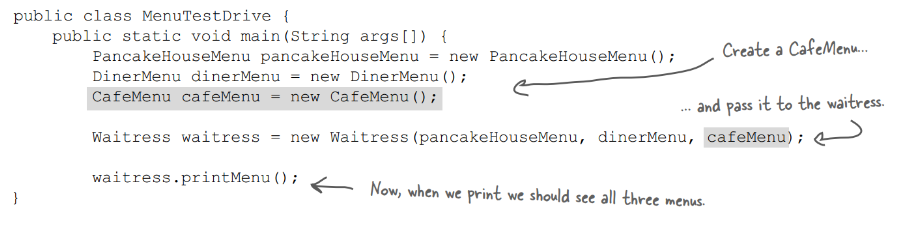 public class MenuTestDrive {
public static void main(String args[]) {
PancakeHouseMenu pancakeHouseMenu = new PancakeHouseMenu();
DinerMenu dinerMenu = new DinerMenu();
CafeMenu cafeMenu = new CafeMenu();
Create a CafeMenu...
... and pass it to the waitress.
Waitress waitress = new Waitress(pancakeHouseMenu, dinerMenu, cafeMenu);
waitress.printMenu();
Now, when we print we should see all three menus.
}